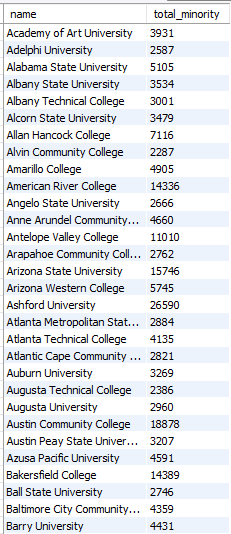 name total_minority
Academy of Art University 3931
Adelphi University 2587
Alabama State University 5105
Albany State University 3534
Albany Technical College 3001
Alcorn State University 3479
Allan Hancock College 7116
Alvin Community College 2287
Amarillo College 4905
American River College 14336
Angelo State University 2666
Anne Arundel Community... 4660
Antelope Valley College 11010
Arapahoe Community Coll... 2762
Arizona State University 15746
Arizona Western College 5745
Ashford University 26590
Atlanta Metropolitan Stat... 2884
Atlanta Technical College 4135
Atlantic Cape Community ... 2821
Auburn University 3269
Augusta Technical College 2386
Augusta University 2960
Austin Community College 18878
Austin Peay State Univer... 3207
Azusa Pacific University 4591
Bakersfield College 14389
Ball State University 2746
Baltimore City Community... 4359
Barry University 4431